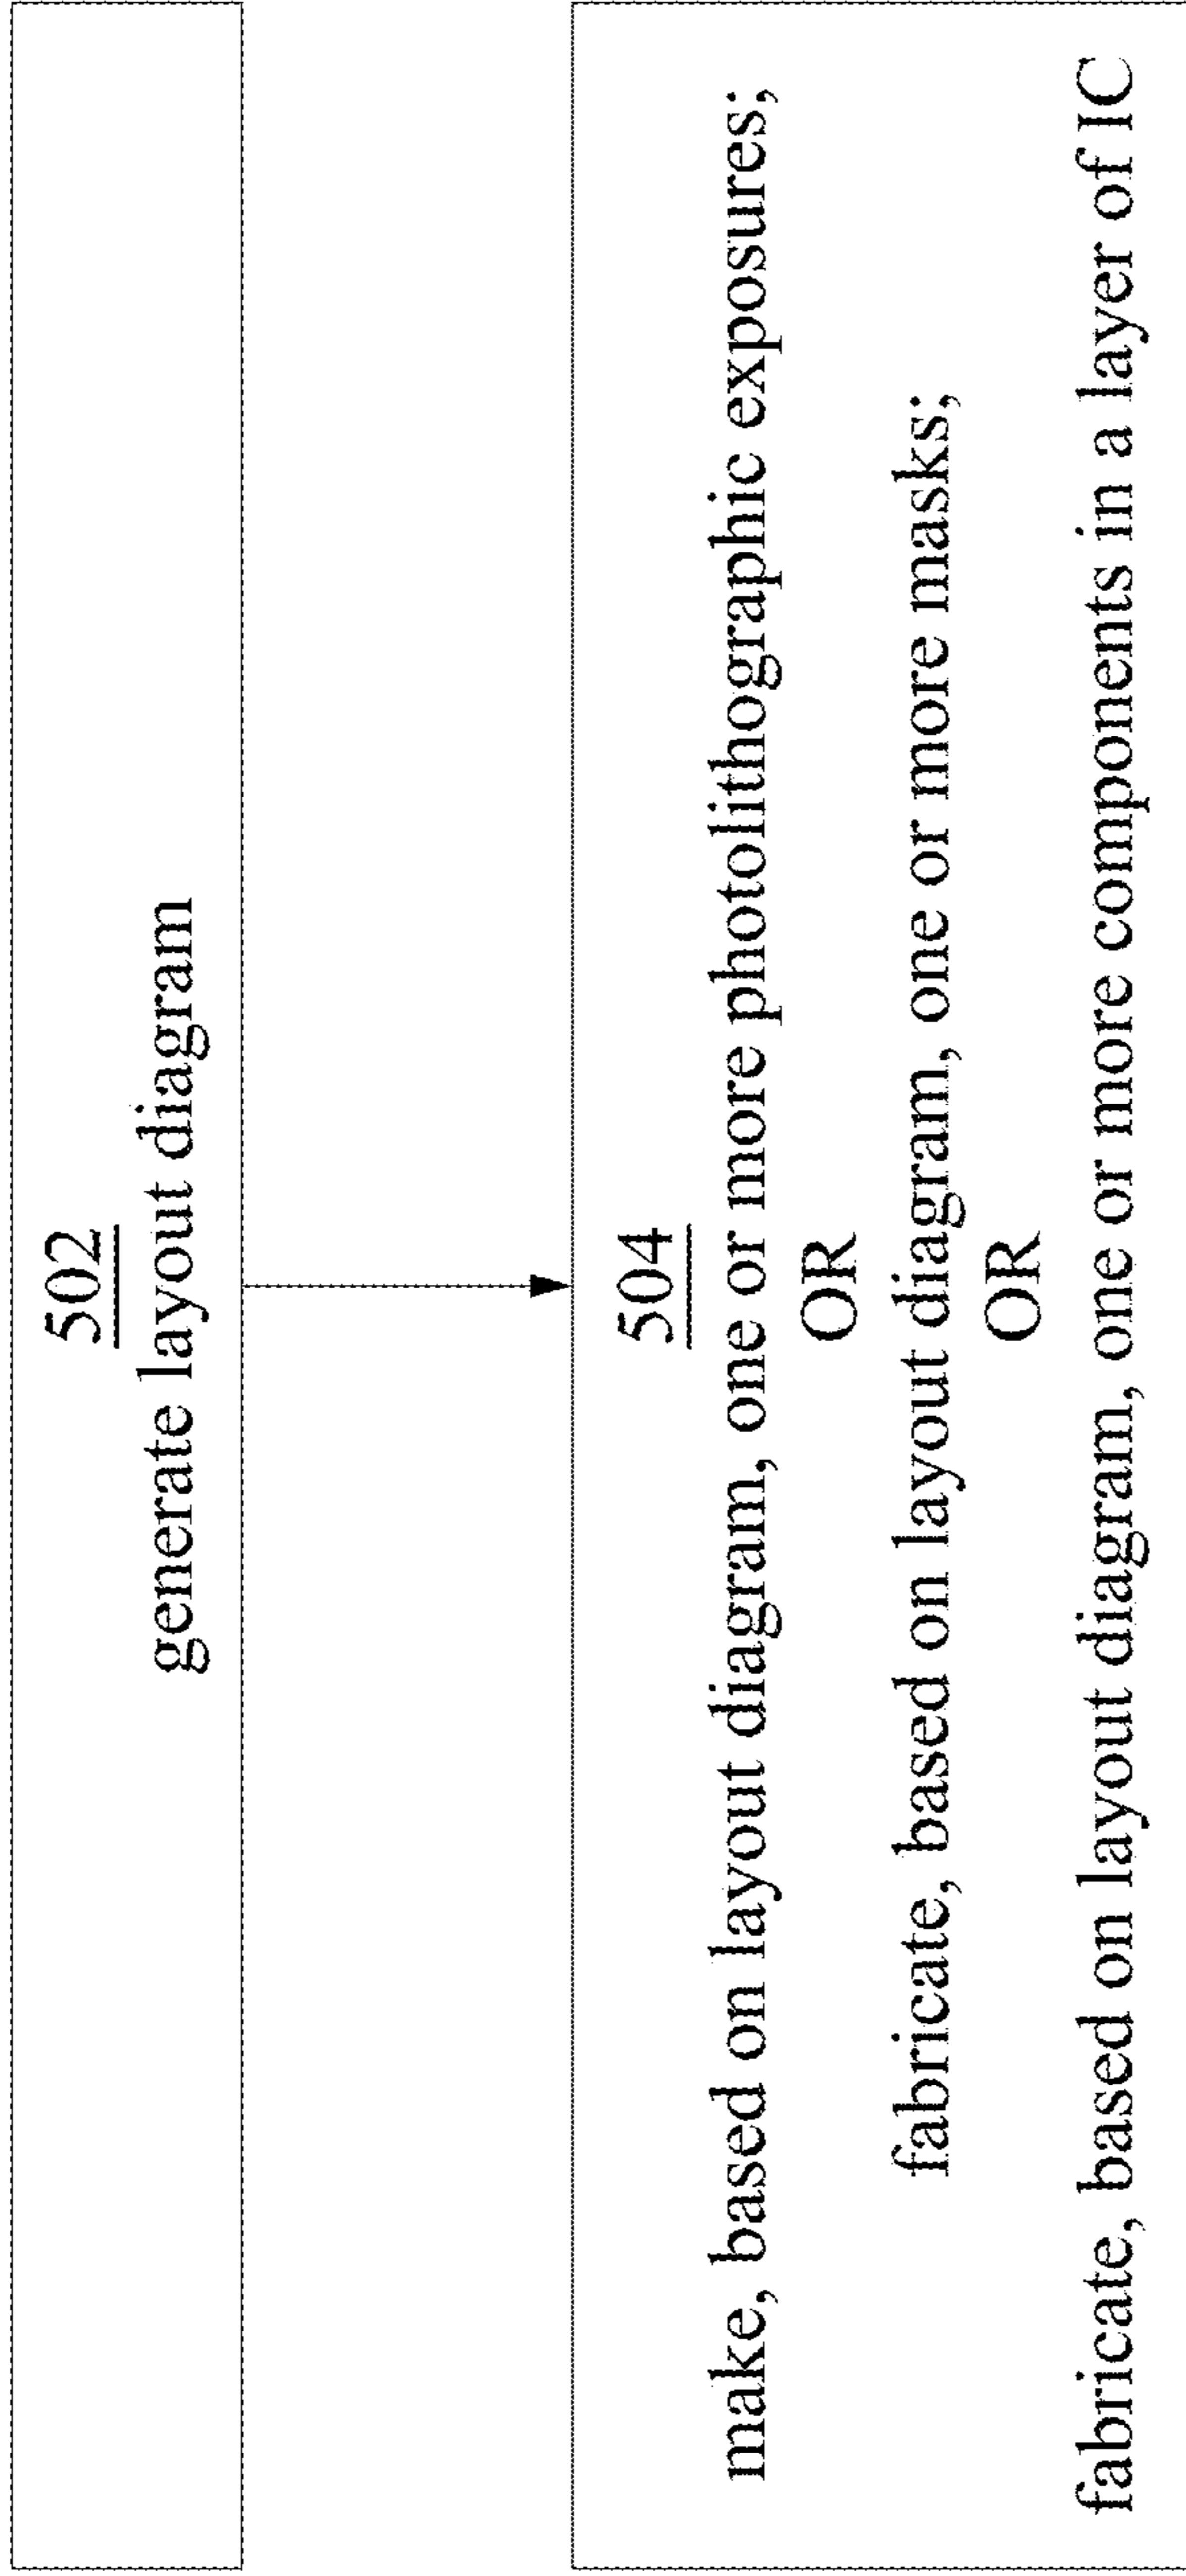 502
generate layout diagram
504
make, based on layout diagram, one or more photolithographic exposures;
OR
fabricate, based on layout diagram, one or more masks;
OR
fabricate, based on layout diagram, one or more components in a layer of IC